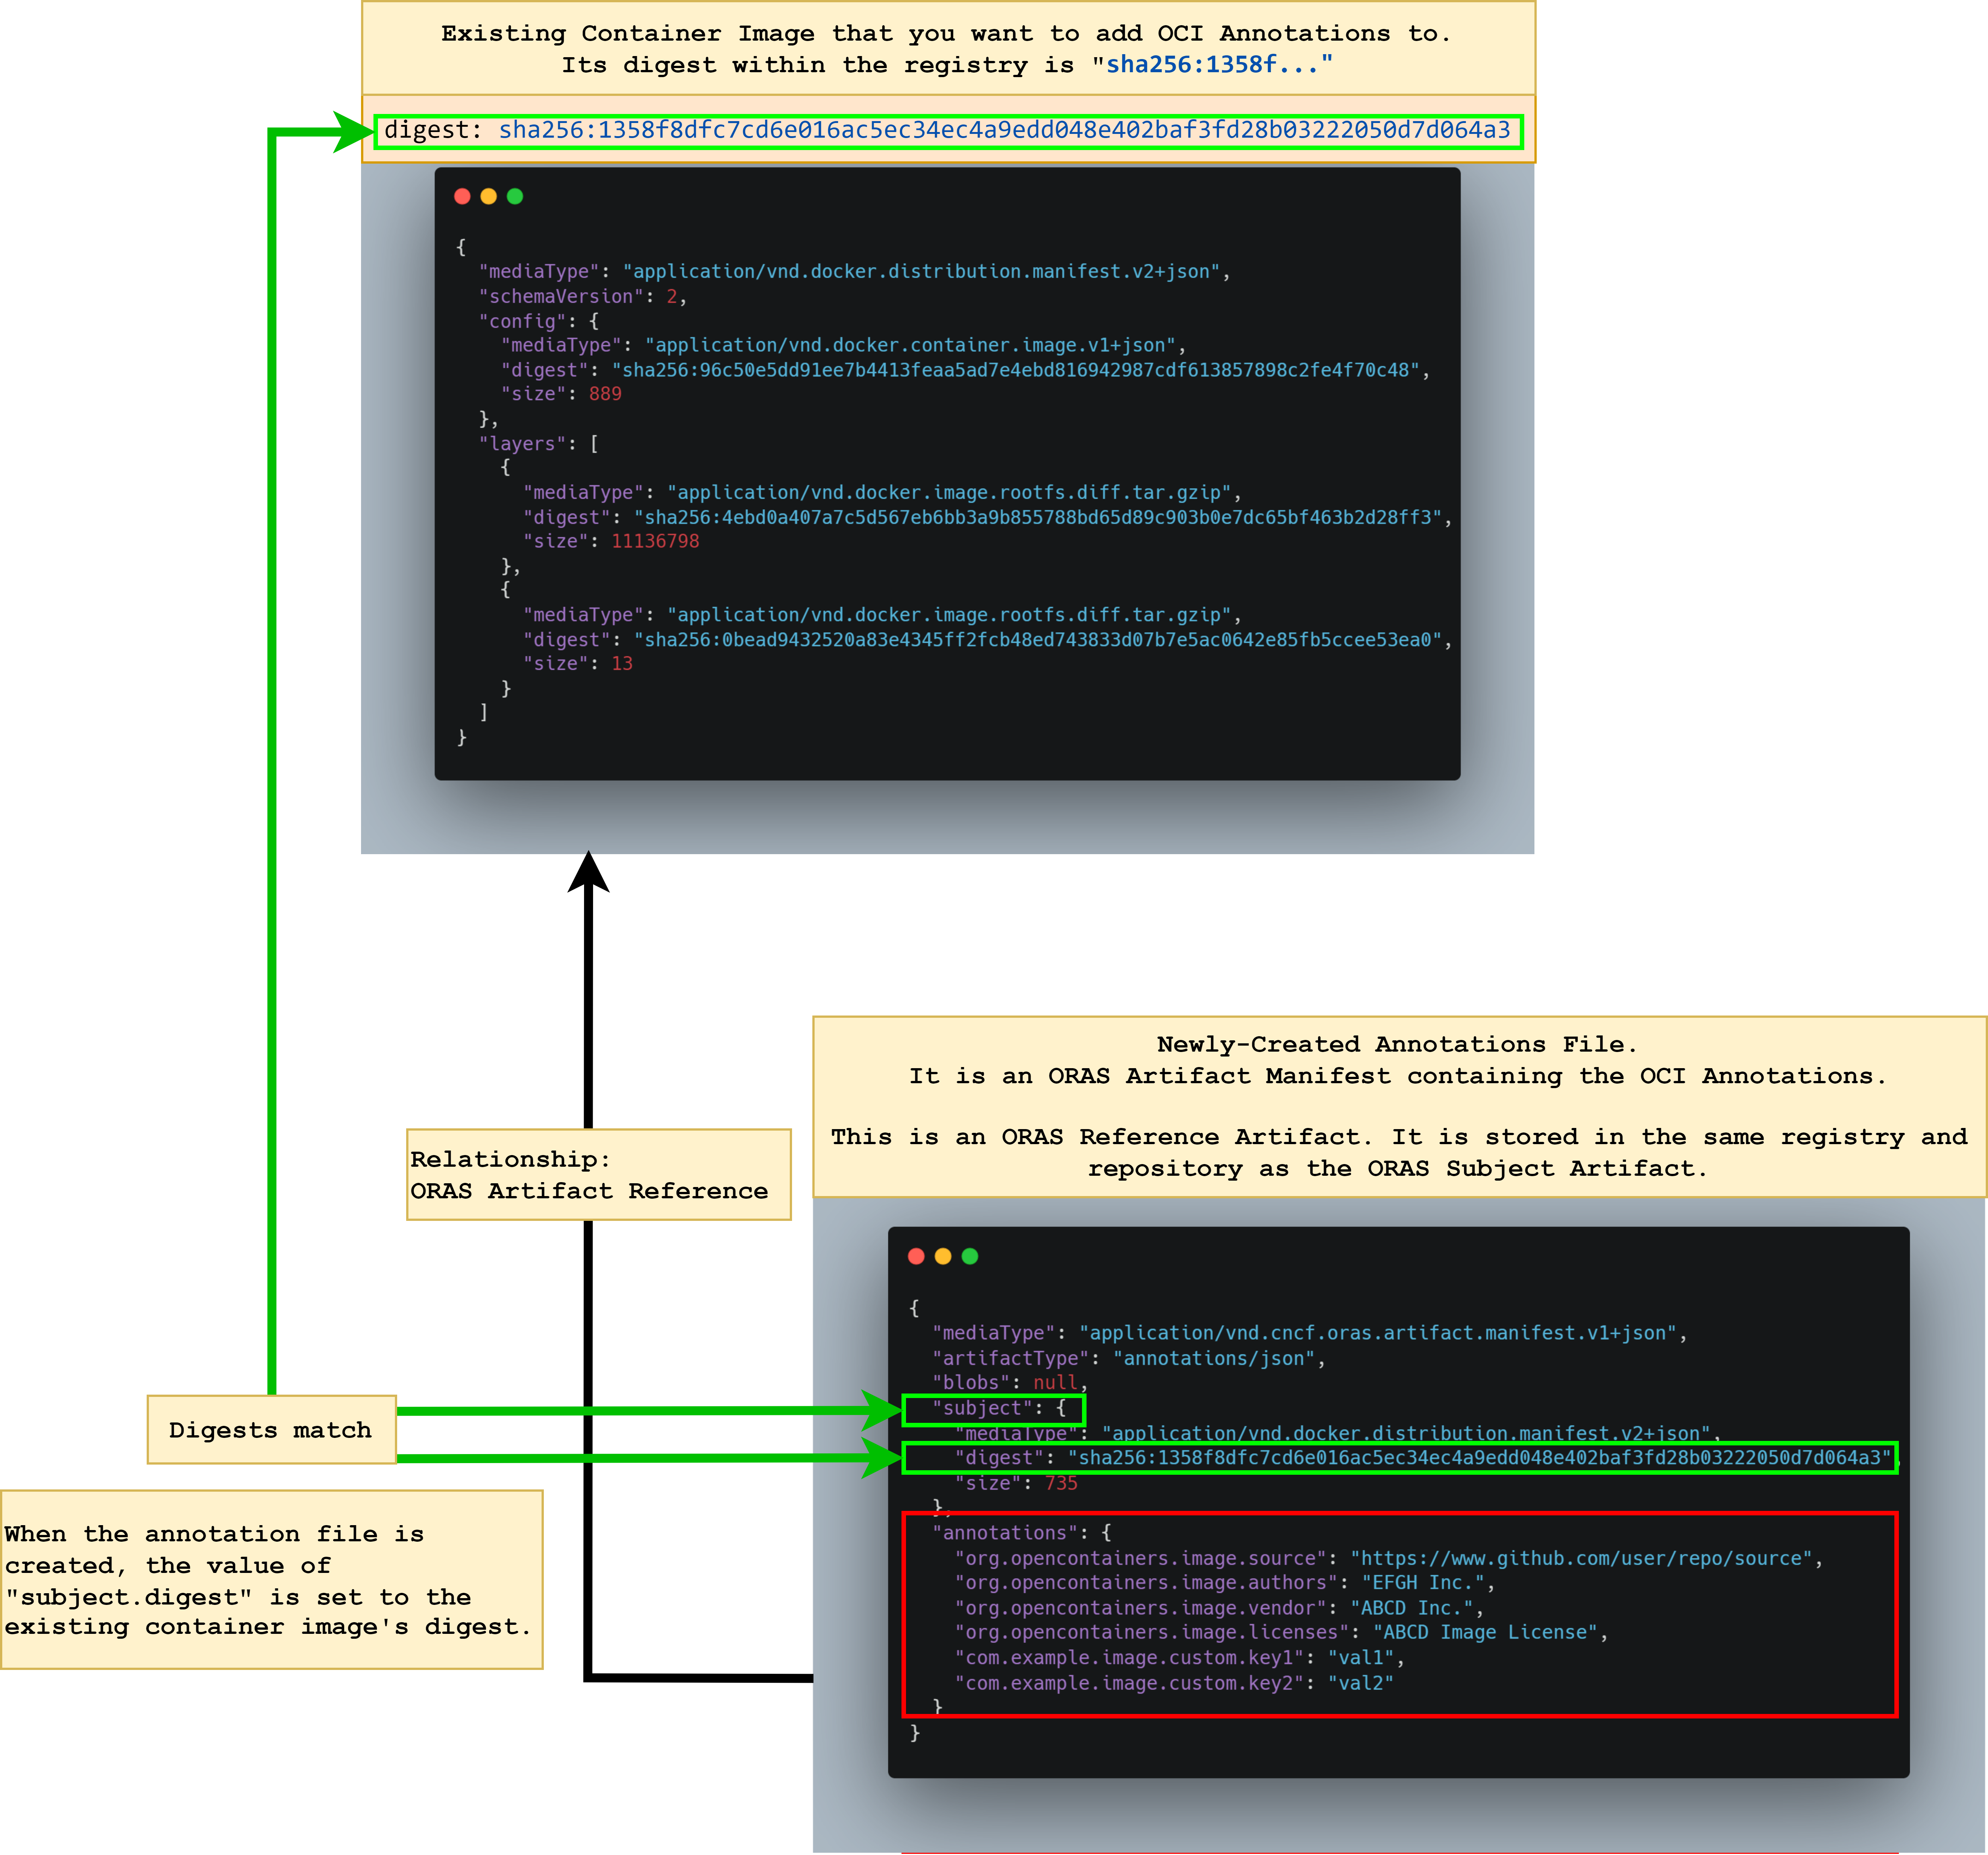 Existing Container Image that you want to add OCI Annotations to.
Its digest within the registry is "sha256:1358f..."
digest: sha256:1358f8dfc7cd6e016ac5ec34ec4a9edd048e402baf3fd28b03222050d7d064a3
{
  "mediaType": "application/vnd.docker.distribution.manifest.v2+json",
  "schemaVersion": 2,
  "config": {
    "mediaType": "application/vnd.docker.container.image.v1+json",
    "digest": "sha256:96c50e5dd91ee7b4413feaa5ad7e4ebd816942987cdf613857898c2fe4f70c48",
    "size": 889
  },
  "layers": [
    {
      "mediaType": "application/vnd.docker.image.rootfs.diff.tar.gzip",
      "digest": "sha256:4ebd0a407a7c5d567eb6bb3a9b855788bd65d89c903b0e7dc65bf463b2d28ff3",
      "size": 11136798
    },
    {
      "mediaType": "application/vnd.docker.image.rootfs.diff.tar.gzip",
      "digest": "sha256:0bead9432520a83e4345ff2fcb48ed743833d07b7e5ac0642e85fb5ccee53ea0",
      "size": 13
    }
  ]
}
Relationship:
ORAS Artifact Reference
Newly-Created Annotations File.
It is an ORAS Artifact Manifest containing the OCI Annotations.
This is an ORAS Reference Artifact. It is stored in the same registry and
repository as the ORAS Subject Artifact.
{
  "mediaType": "application/vnd.cncf.oras.artifact.manifest.v1+json",
  "artifactType": "annotations/json",
  "blobs": null,
  "subject": {
    "mediaType": "application/vnd.docker.distribution.manifest.v2+json",
    "digest": "sha256:1358f8dfc7cd6e016ac5ec34ec4a9edd048e402baf3fd28b03222050d7d064a3",
    "size": 735
  },
  "annotations": {
    "org.opencontainers.image.source": "https://www.github.com/user/repo/source",
    "org.opencontainers.image.authors": "EFGH Inc.",
    "org.opencontainers.image.vendor": "ABCD Inc.",
    "org.opencontainers.image.licenses": "ABCD Image License",
    "com.example.image.custom.key1": "val1",
    "com.example.image.custom.key2": "val2"
  }
}
Digests match
When the annotation file is
created, the value of
"subject.digest" is set to the
existing container image's digest.